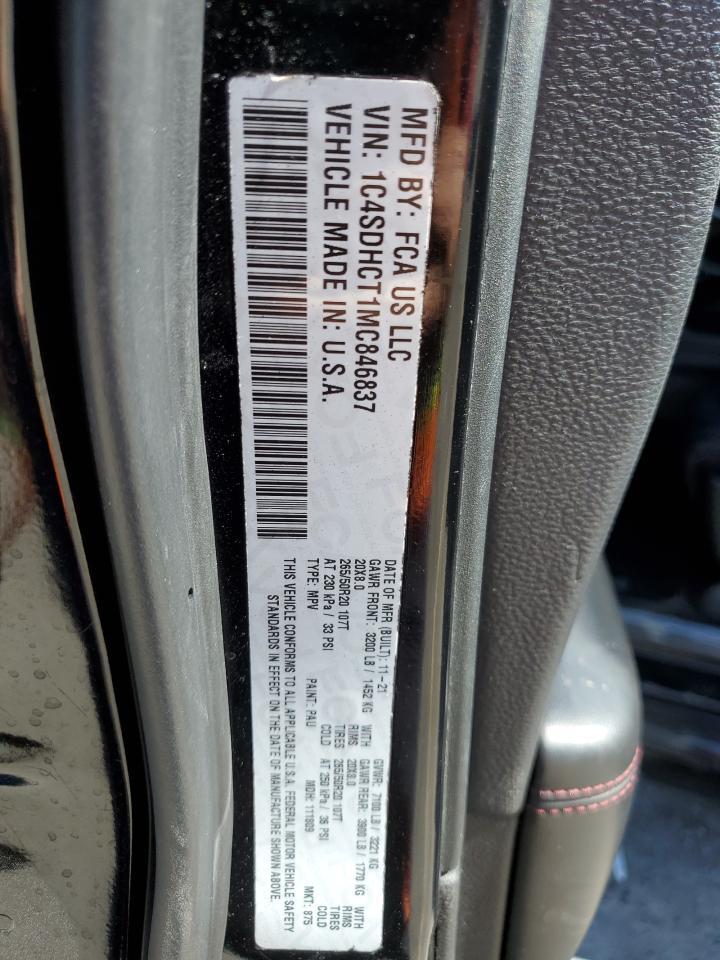 MFD BY: FCA US LLC
VIN: 1C4SDHCT1MC846837
VEHICLE MADE IN: U.S.A.
DATE OF MFR (BUILT): 11-21 GVWR: 7100 LB / 3221 KG
GAWR FRONT: 3200 LB / 1452 KG WITH GAWR REAR: 3900 LB / 1770 KG WITH
20X8.0 RIMS 20X8.0 RIMS
265/50R20 107T TIRES 265/50R20 107T TIRES
AT 230 kPa / 33 PSI COLD AT 250 kPa / 36 PSI COLD
TYPE: MPV PAINT: PAU MDH: 111809 MKT: 875
THIS VEHICLE CONFORMS TO ALL APPLICABLE U.S.A. FEDERAL MOTOR VEHICLE SAFETY
STANDARDS IN EFFECT ON THE DATE OF MANUFACTURE SHOWN ABOVE.